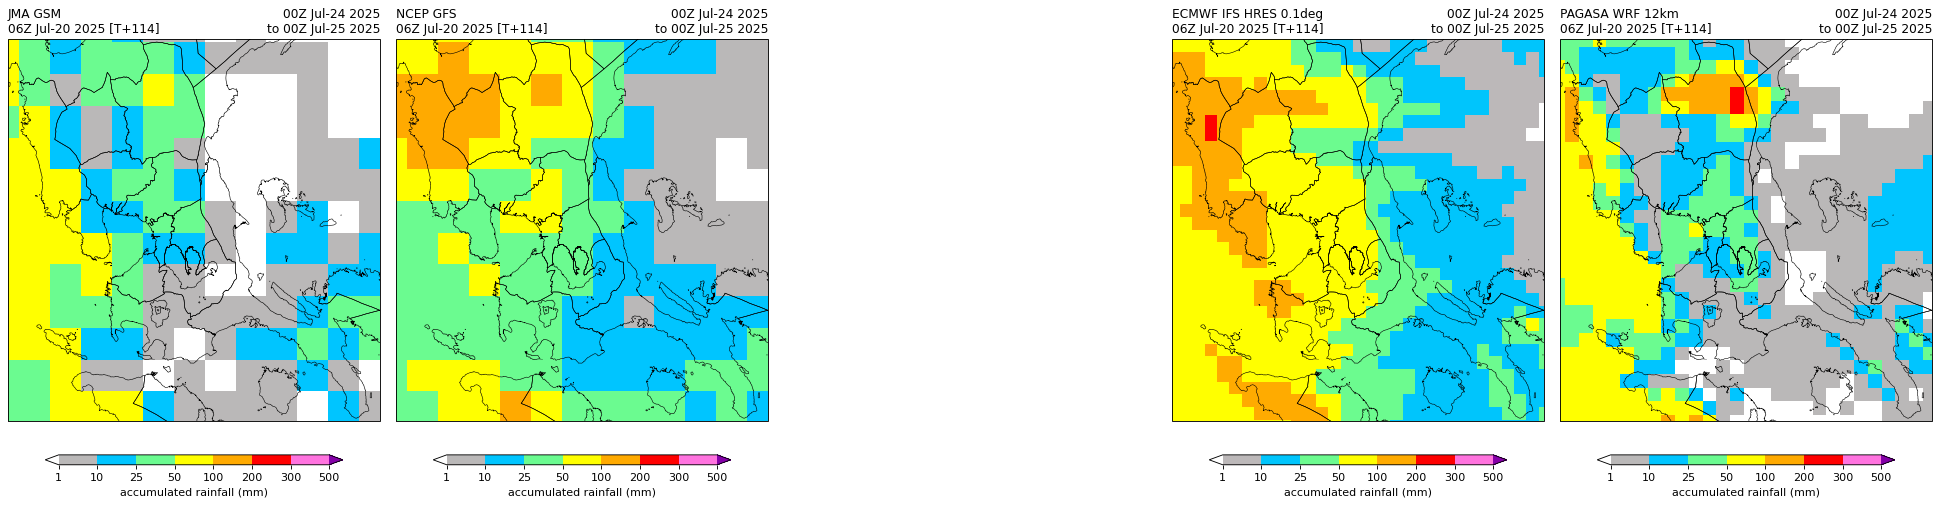 JMA GSM 00Z Jul-24 2025
06Z Jul-20 2025 [T+114] to 00Z Jul-25 2025
NCEP GFS 00Z Jul-24 2025
06Z Jul-20 2025 [T+114] to 00Z Jul-25 2025
ECMWF IFS HRES 0.1deg 00Z Jul-24 2025
06Z Jul-20 2025 [T+114] to 00Z Jul-25 2025
PAGASA WRF 12km 00Z Jul-24 2025
06Z Jul-20 2025 [T+114] to 00Z Jul-25 2025
1 10 25 50 100 200 300 500
accumulated rainfall (mm)
1 10 25 50 100 200 300 500
accumulated rainfall (mm)
1 10 25 50 100 200 300 500
accumulated rainfall (mm)
1 10 25 50 100 200 300 500
accumulated rainfall (mm)